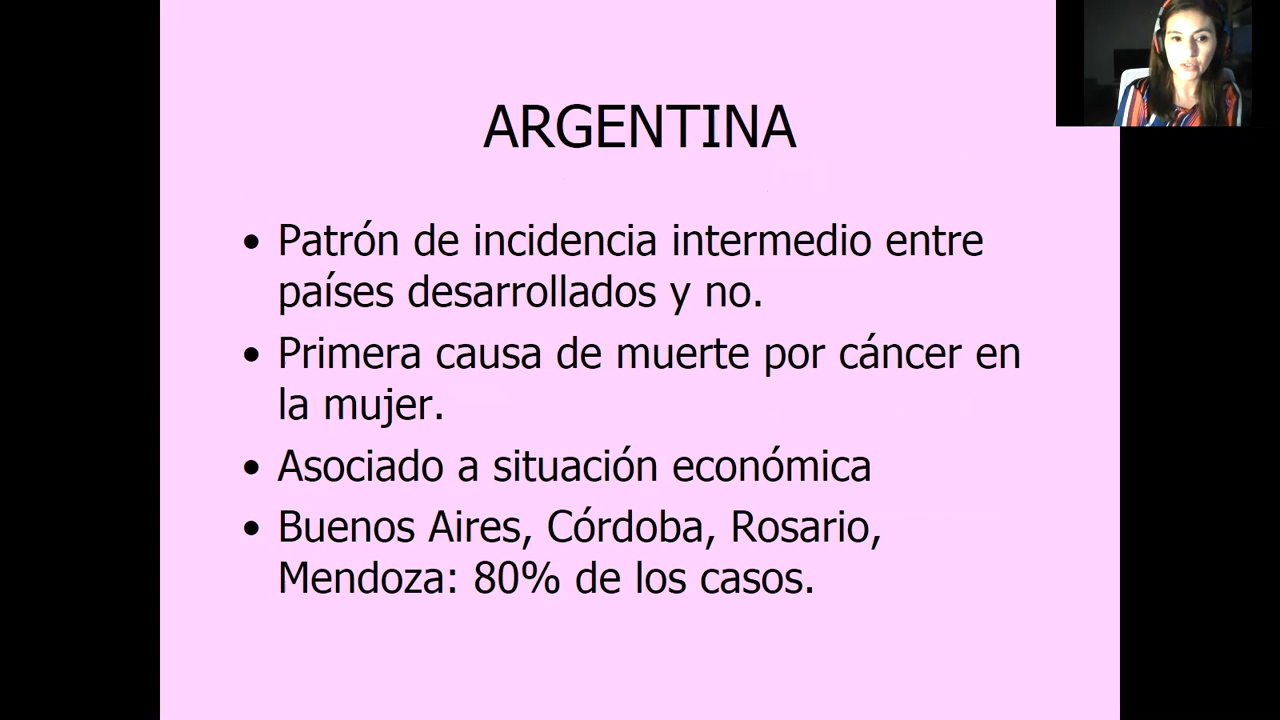 ARGENTINA
• Patrón de incidencia intermedio entre
países desarrollados y no.
• Primera causa de muerte por cáncer en
la mujer.
• Asociado a situación económica
• Buenos Aires, Córdoba, Rosario,
Mendoza: 80% de los casos.